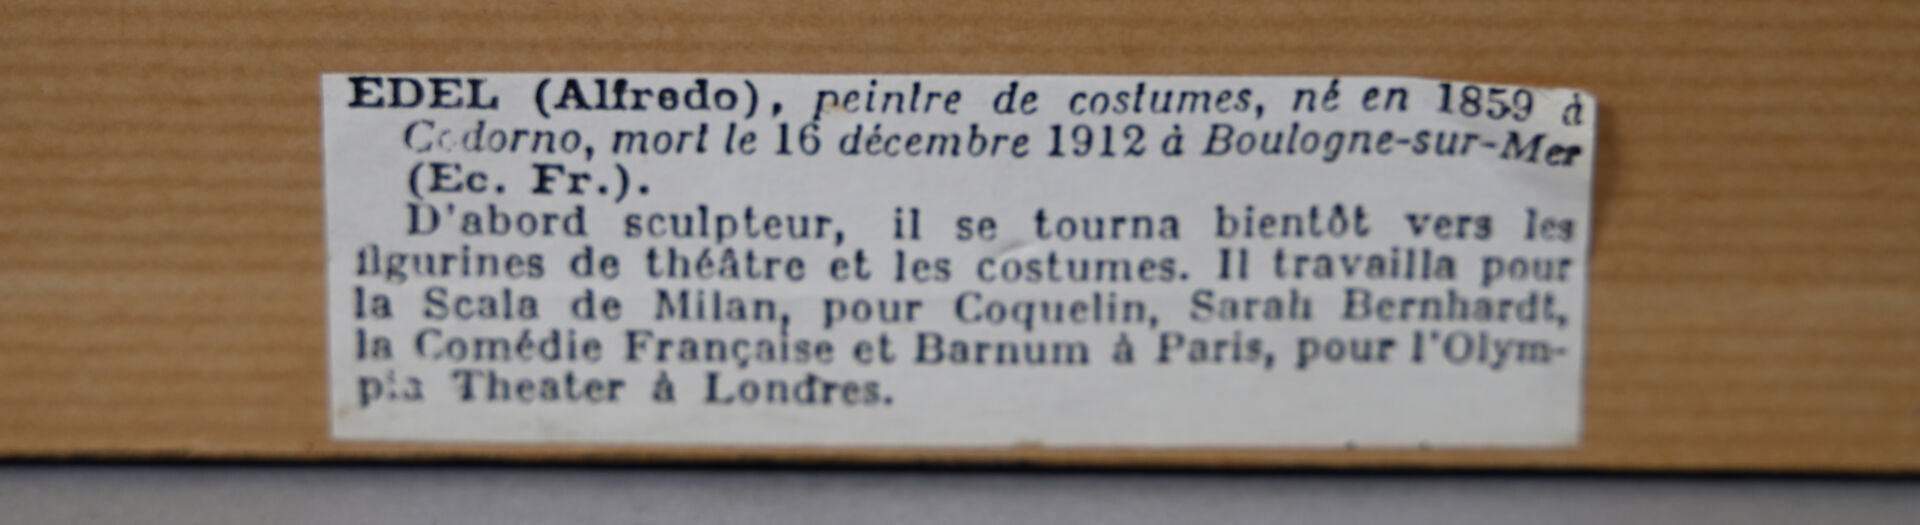 EDEL (Alfredo), peintre de costumes, né en 1859 à
Codorno, mort le 16 décembre 1912 à Boulogne-sur-Mer
(Ec. Fr.).
D'abord sculpteur, il se tourna bientôt vers les
figurines de théâtre et les costumes. Il travailla pour
la Scala de Milan, pour Coquelin, Sarah Bernhardt,
la Comédie Française et Barnum à Paris, pour l'Olym-
pia Theater à Londres.